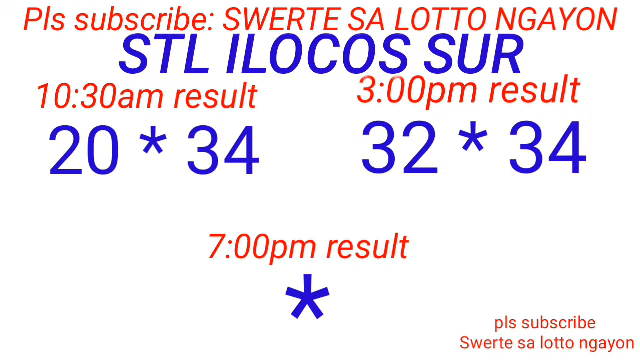 Pls subscribe: SWERTE SA LOTTO NGAYON
STL ILOCOS SUR
10:30am result
20 * 34
3:00pm result
32 * 34
7:00pm result
*
pls subscribe
Swerte sa lotto ngayon